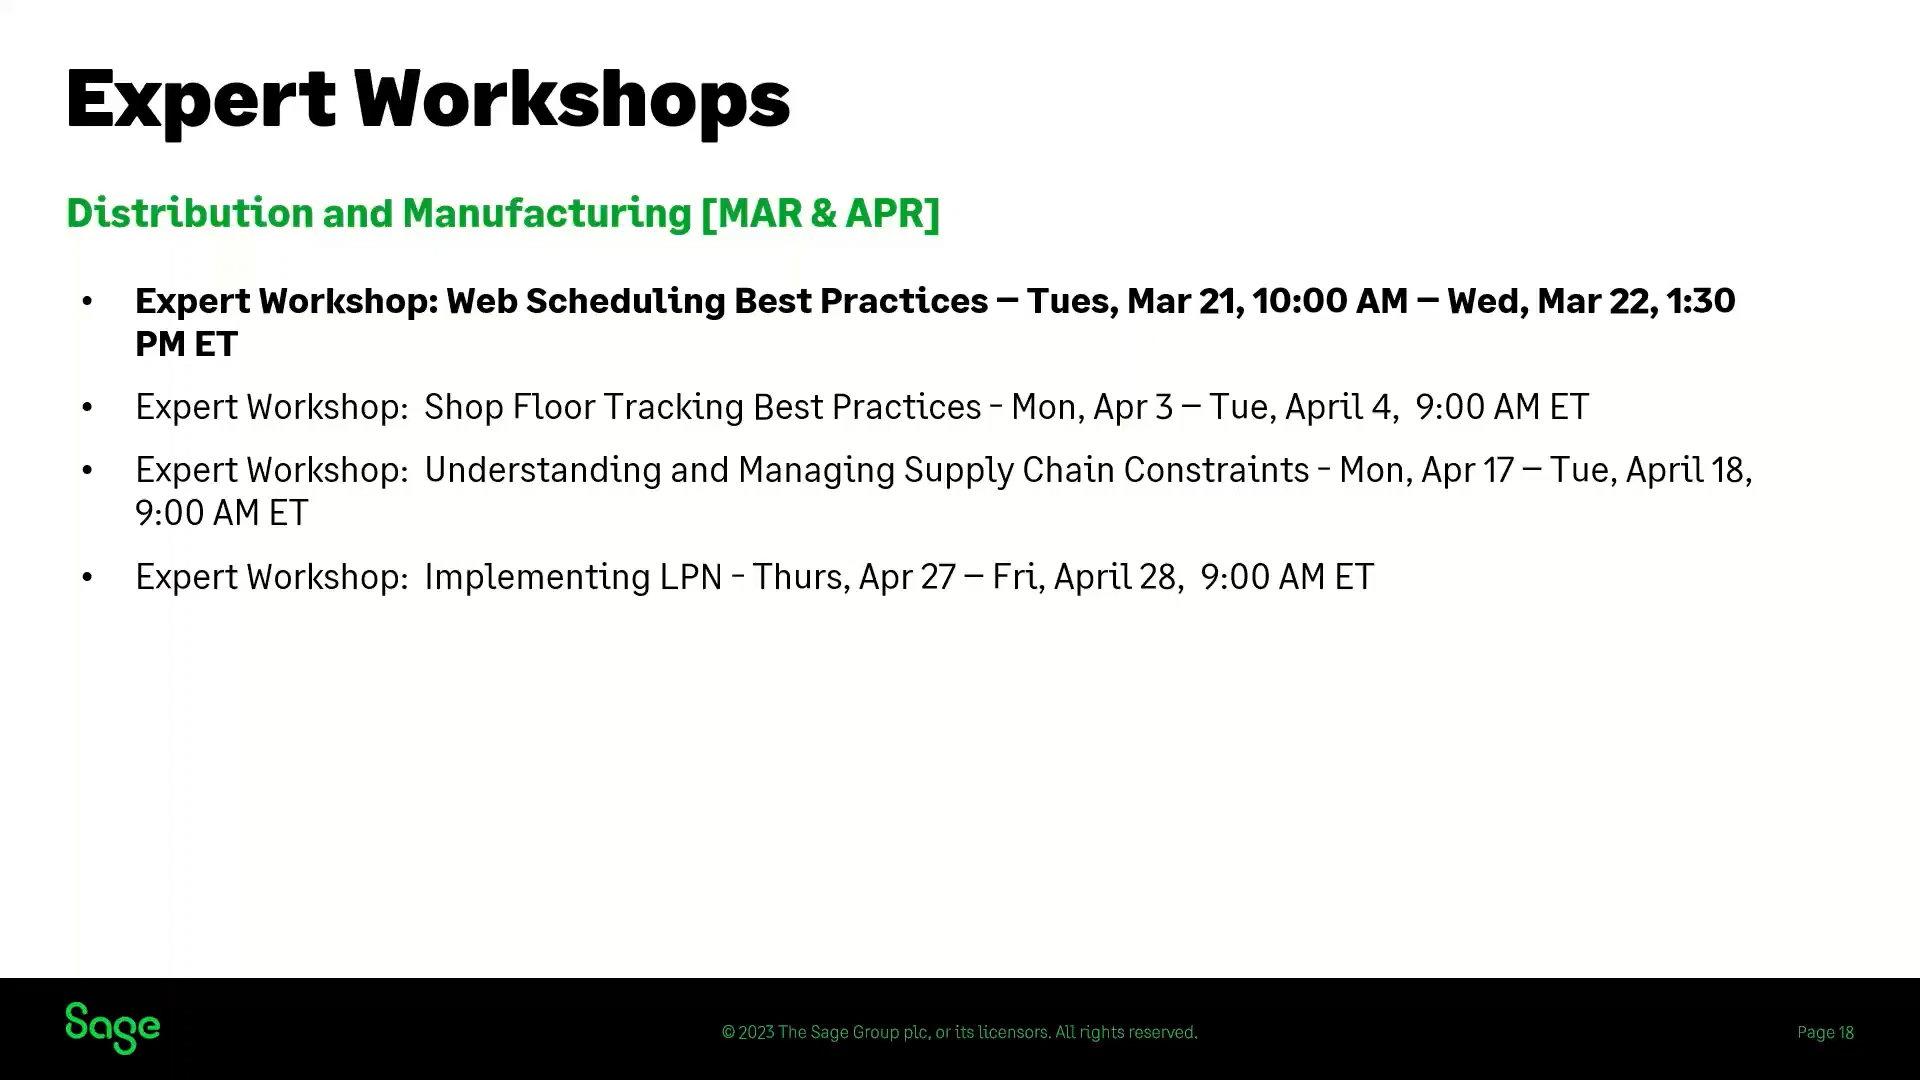 Expert Workshops
Distribution and Manufacturing [MAR & APR]
• Expert Workshop: Web Scheduling Best Practices – Tues, Mar 21, 10:00 AM – Wed, Mar 22, 1:30
PM ET
• Expert Workshop:  Shop Floor Tracking Best Practices - Mon, Apr 3 – Tue, April 4,  9:00 AM ET
• Expert Workshop:  Understanding and Managing Supply Chain Constraints - Mon, Apr 17 – Tue, April 18,
9:00 AM ET
• Expert Workshop:  Implementing LPN - Thurs, Apr 27 – Fri, April 28,  9:00 AM ET
Sage
© 2023 The Sage Group plc, or its licensors. All rights reserved.
Page 18